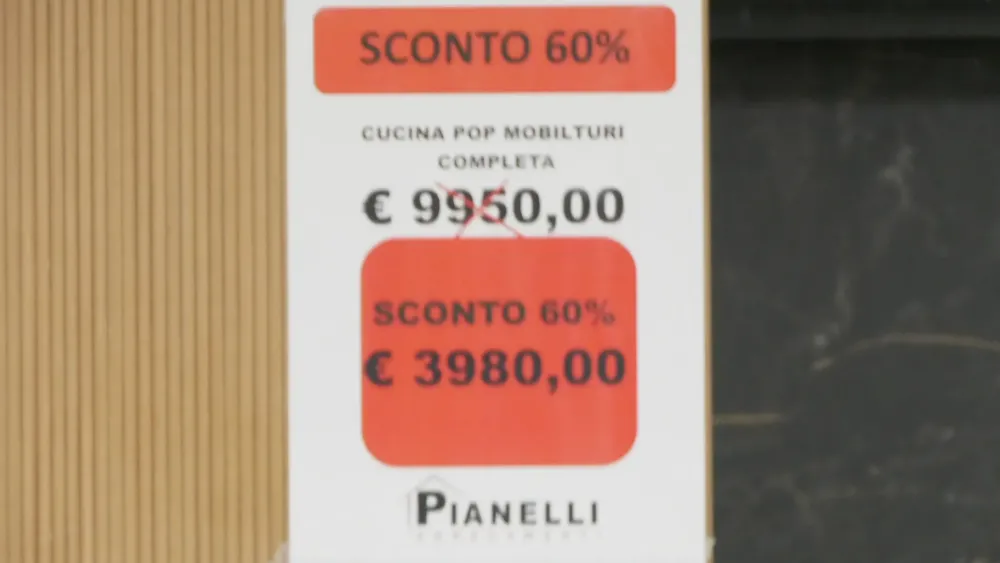 SCONTO 60%
CUCINA POP MOBILTURI
COMPLETA
€ 9950,00
SCONTO 60%
€ 3980,00
PIANELLI